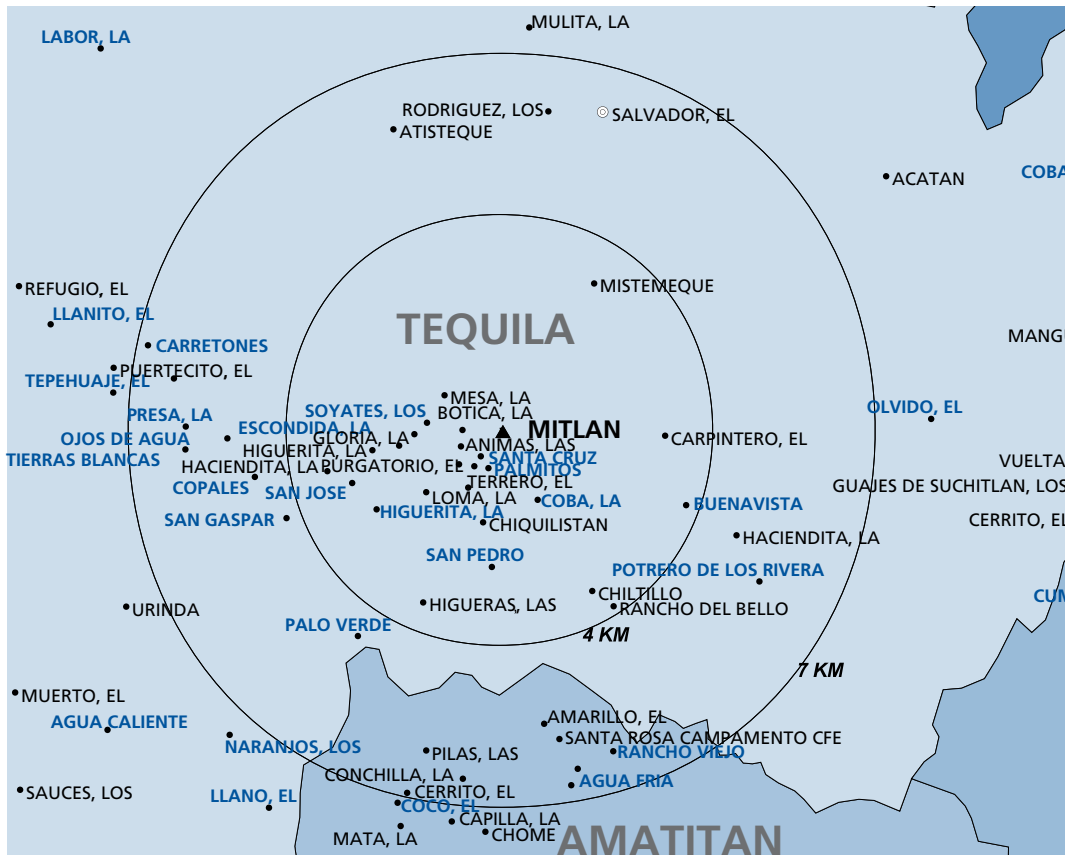 MULITA, LA
LABOR, LA
RODRIGUEZ, LOS
SALVADOR, EL
ATISTEQUE
ACATAN
COBA
REFUGIO, EL
MISTEMEQUE
LLANITO, EL
TEQUILA
MANGU
CARRETONES
PUERTECITO, EL
TEPEHUAJE, EL
MESA, LA
SOYATES, LOS
BOTICA, LA
OLVIDO, EL
PRESA, LA
ESCONDIDA, LA
MITLAN
OJOS DE AGUA
GLORIA, LA
CARPINTERO, EL
HIGUERITA, LA
ANIMAS, LAS
TIERRAS BLANCAS
SANTA CRUZ
VUELTA
HACIENDITA, LA
PURGATORIO, EL
PALMITOS
COPALES
SAN JOSE
TERRERO, EL
GUAJES DE SUCHITLAN, LOS
LOMA, LA
COBA, LA
BUENAVISTA
HIGUERITA, LA
SAN GASPAR
CHIQUILISTAN
CERRITO, EL
HACIENDITA, LA
SAN PEDRO
POTRERO DE LOS RIVERA
CHILTILLO
CUM
URINDA
HIGUERAS, LAS
RANCHO DEL BELLO
PALO VERDE
4 KM
7 KM
MUERTO, EL
AGUA CALIENTE
AMARILLO, EL
NARANJOS, LOS
SANTA ROSA CAMPAMENTO CFE
PILAS, LAS
RANCHO VIEJO
CONCHILLA, LA
AGUA FRIA
SAUCES, LOS
LLANO, EL
CERRITO, EL
COCO, EL
CAPILLA, LA
MATA, LA
CHOME
AMATITAN